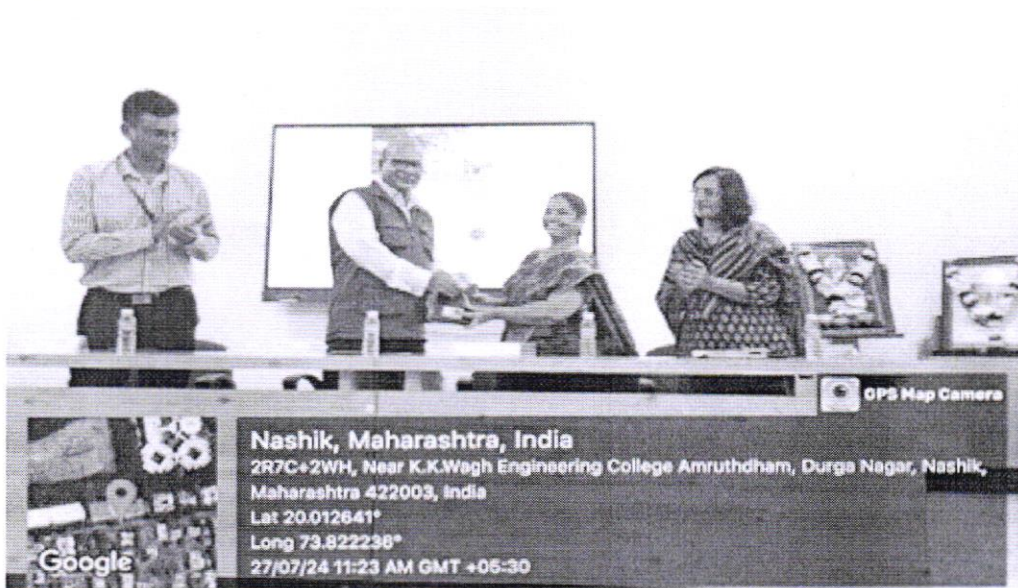 GPS Map Camera
Nashik, Maharashtra, India
2R7C+2WH, Near K.K.Wagh Engineering College Amruthdham, Durga Nagar, Nashik,
Maharashtra 422003, India
Lat 20.012641°
Long 73.822238°
27/07/24 11:23 AM GMT +05:30
Google